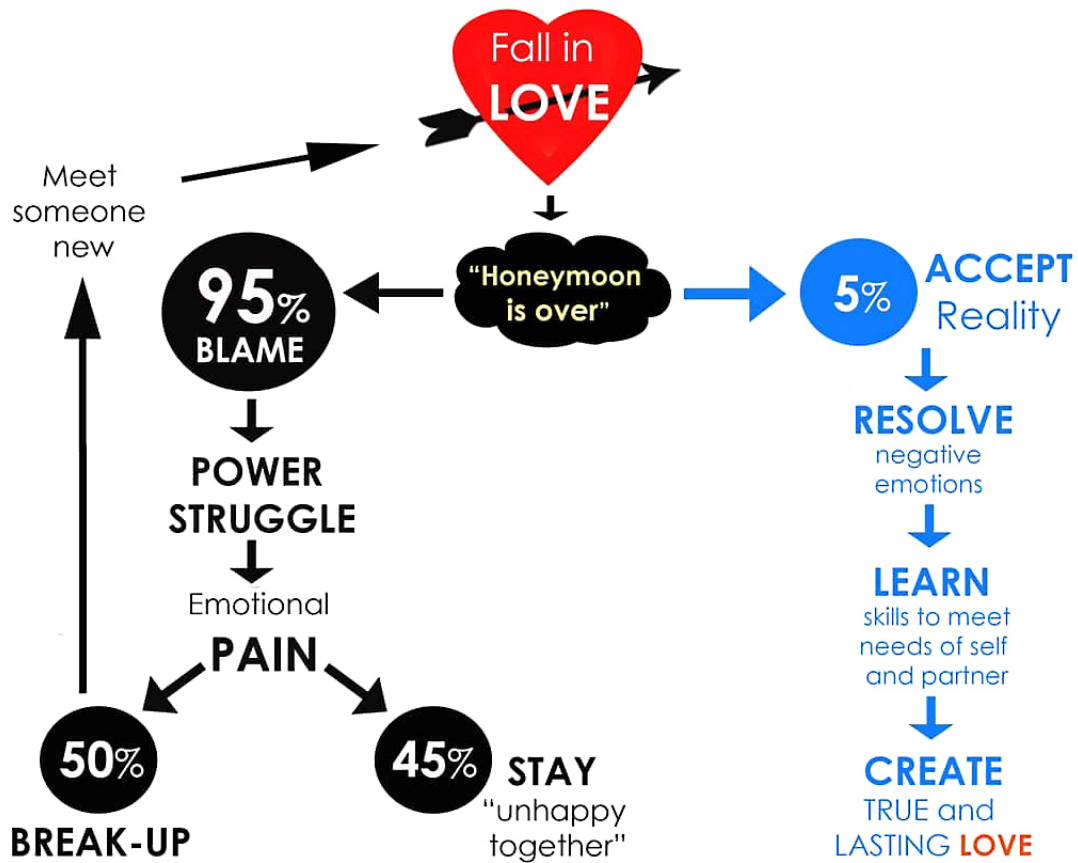 Fall in
LOVE
Meet
someone
new
"Honeymoon
is over"
95%
BLAME
POWER
STRUGGLE
Emotional
PAIN
50%
BREAK-UP
45%
STAY
"unhappy
together"
5%
ACCEPT
Reality
RESOLVE
negative
emotions
LEARN
skills to meet
needs of self
and partner
CREATE
TRUE and
LASTING LOVE